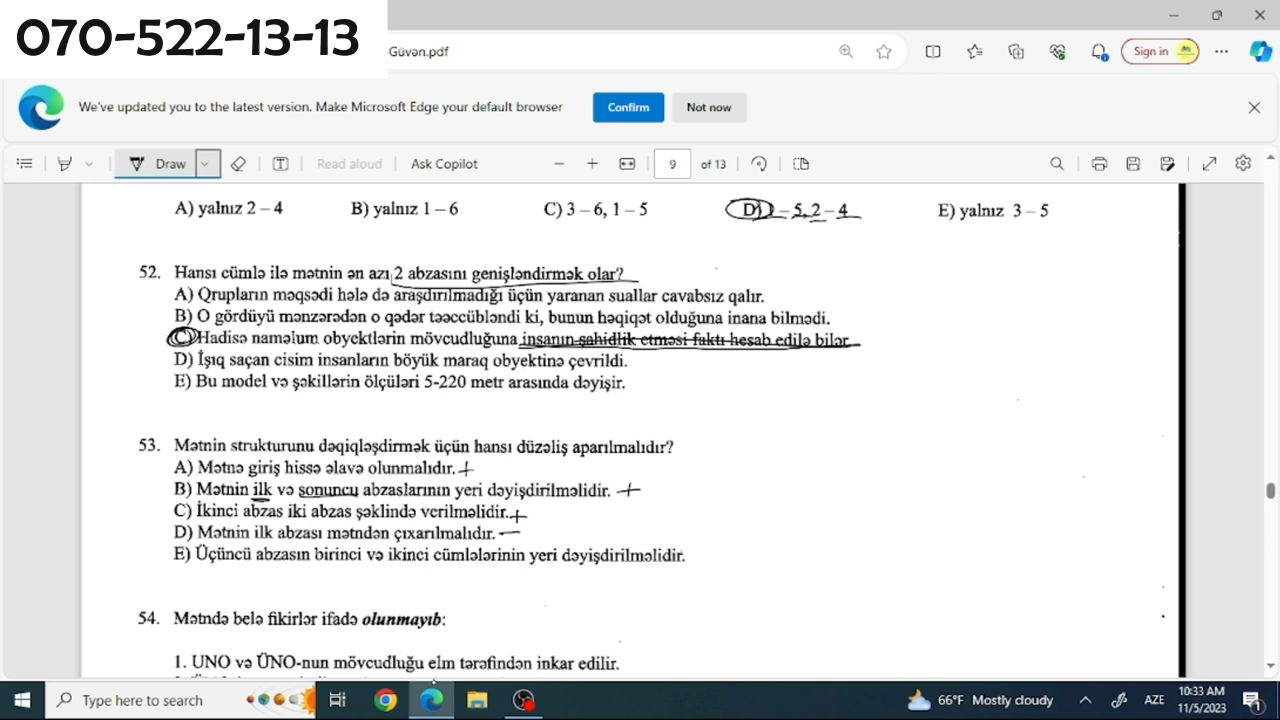 070-522-13-13
-Güvən.pdf
Sign in
We've updated you to the latest version. Make Microsoft Edge your default browser
Confirm
Not now
Draw
Read aloud
Ask Copilot
9
of 13
A) yalnız 2 – 4 B) yalnız 1 – 6 C) 3 – 6, 1 – 5 D) 1 – 5, 2 – 4 E) yalnız 3 – 5
52. Hansı cümlə ilə mətnin ən azı 2 abzasını genişləndirmək olar?
A) Qrupların məqsədi hələ də araşdırılmadığı üçün yaranan suallar cavabsız qalır.
B) O gördüyü mənzərədən o qədər təəccübləndi ki, bunun həqiqət olduğuna inana bilmədi.
C) Hadisə naməlum obyektlərin mövcudluğuna insanın şahidlik etməsi faktı hesab edilə bilər.
D) İşıq saçan cisim insanların böyük maraq obyektinə çevrildi.
E) Bu model və şəkillərin ölçüləri 5-220 metr arasında dəyişir.
53. Mətnin strukturunu dəqiqləşdirmək üçün hansı düzəliş aparılmalıdır?
A) Mətnə giriş hissə əlavə olunmalıdır. +
B) Mətnin ilk və sonuncu abzaslarının yeri dəyişdirilməlidir. +
C) İkinci abzas iki abzas şəklində verilməlidir. +
D) Mətnin ilk abzası mətndən çıxarılmalıdır. –
E) Üçüncü abzasın birinci və ikinci cümlələrinin yeri dəyişdirilməlidir.
54. Mətndə belə fikirlər ifadə olunmayıb:
1. UNO və ÜNO-nun mövcudluğu elm tərəfindən inkar edilir.
Type here to search
66°F Mostly cloudy
AZE
10:33 AM
11/5/2023
1